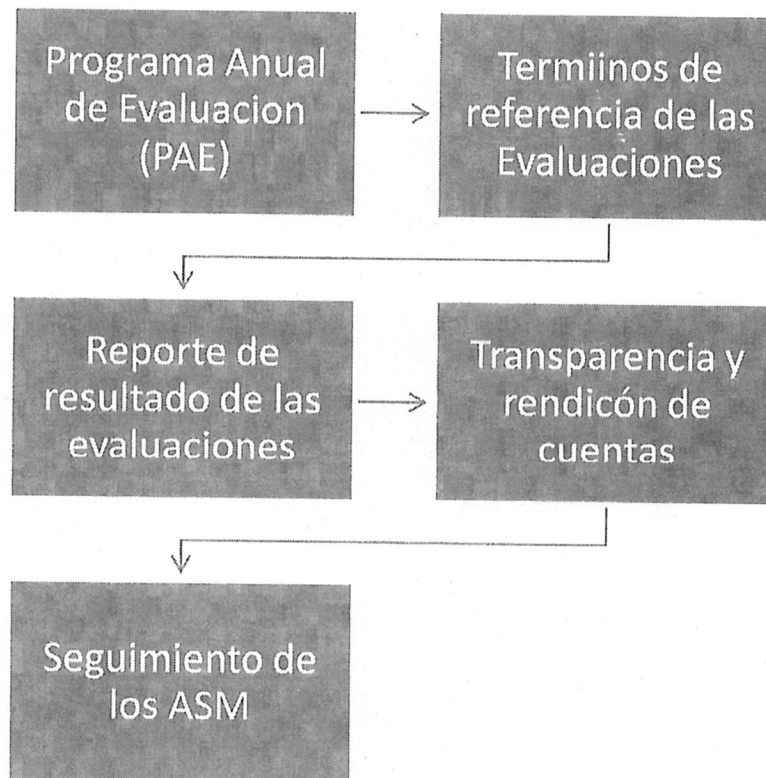 Programa Anual
de Evaluacion
(PAE)
Termiinos de
referencia de las
Evaluaciones
Reporte de
resultado de las
evaluaciones
Transparencia y
rendicón de
cuentas
Seguimiento de
los ASM